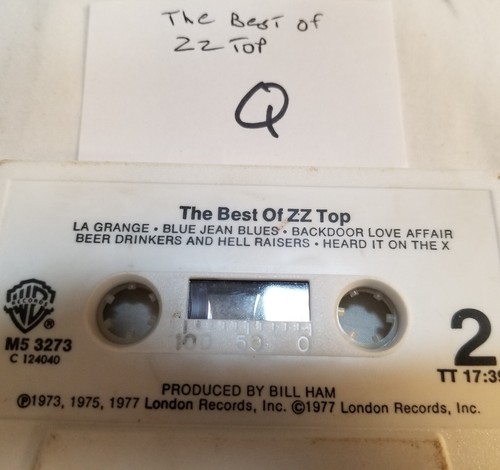 The Best of
ZZ Top
Q
The Best Of ZZ Top
LA GRANGE • BLUE JEAN BLUES • BACKDOOR LOVE AFFAIR
BEER DRINKERS AND HELL RAISERS • HEARD IT ON THE X
RECORDS
®
M5 3273
C 124040
100 50 0
2
TT 17:39
PRODUCED BY BILL HAM
℗1973, 1975, 1977 London Records, Inc. ©1977 London Records, Inc.